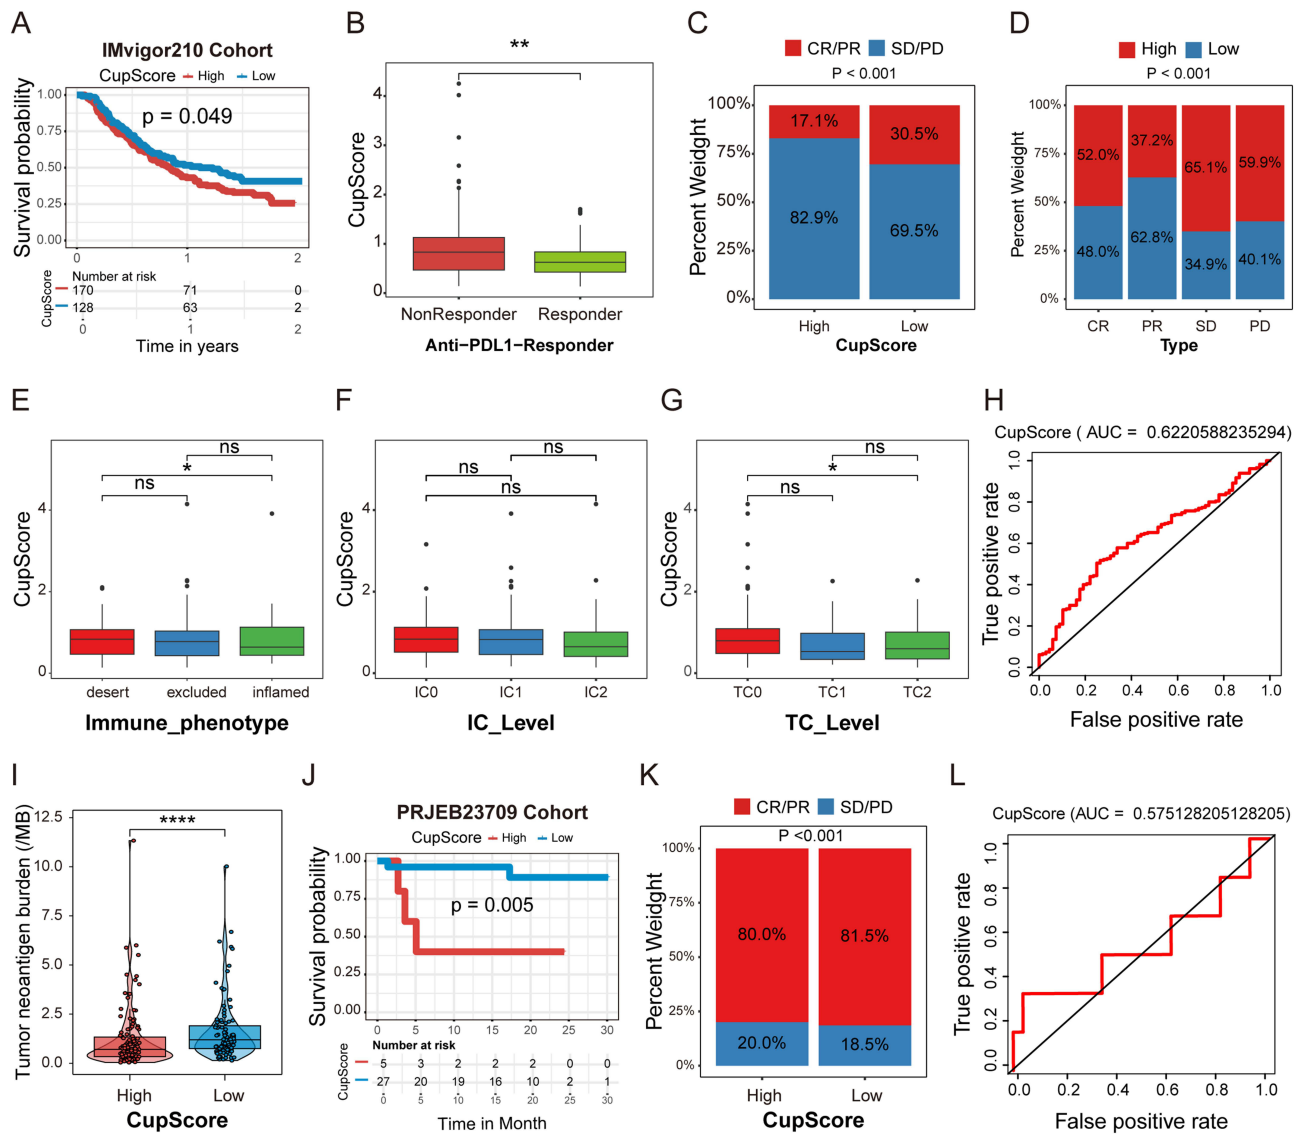 A
IMvigor210 Cohort
CupScore High Low
Survival probability
1.00
0.75
0.50
0.25
0.00
p = 0.049
0 1 2
Number at risk
CupScore
170 71 0
128 63 2
0 1 2
Time in years
B
**
CupScore
4
3
2
1
0
NonResponder Responder
Anti−PDL1−Responder
C
CR/PR SD/PD
P < 0.001
Percent Weidght
100%
75%
50%
25%
0%
17.1% 30.5%
82.9% 69.5%
High Low
CupScore
D
High Low
P < 0.001
Percent Weidght
100%
75%
50%
25%
0%
52.0% 37.2% 65.1% 59.9%
48.0% 62.8% 34.9% 40.1%
CR PR SD PD
Type
E
ns
*
ns
CupScore
4
2
0
desert excluded inflamed
Immune_phenotype
F
ns
ns
ns
CupScore
4
2
0
IC0 IC1 IC2
IC_Level
G
ns
*
ns
CupScore
4
2
0
TC0 TC1 TC2
TC_Level
H
CupScore ( AUC = 0.6220588235294)
True positive rate
1.0
0.8
0.6
0.4
0.2
0.0
0.0 0.2 0.4 0.6 0.8 1.0
False positive rate
I
Tumor neoantigen burden (/MB)
12.5
10.0
7.5
5.0
2.5
0.0
****
High Low
CupScore
J
PRJEB23709 Cohort
CupScore High Low
Survival probability
1.00
0.75
0.50
0.25
0.00
p = 0.005
0 5 10 15 20 25 30
Number at risk
CupScore
5 3 2 2 2 0 0
27 20 19 16 10 2 1
0 5 10 15 20 25 30
Time in Month
K
CR/PR SD/PD
P <0.001
Percent Weidght
100%
75%
50%
25%
0%
80.0% 81.5%
20.0% 18.5%
High Low
CupScore
L
CupScore (AUC = 0.575128205128205)
True positive rate
1.0
0.8
0.6
0.4
0.2
0.0
0.0 0.2 0.4 0.6 0.8 1.0
False positive rate